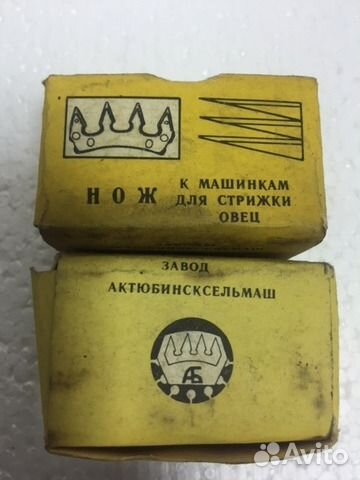 НОЖ
К МАШИНКАМ
ДЛЯ СТРИЖКИ
ОВЕЦ
ЗАВОД
АКТЮБИНСКСЕЛЬМАШ
АБ
Avito